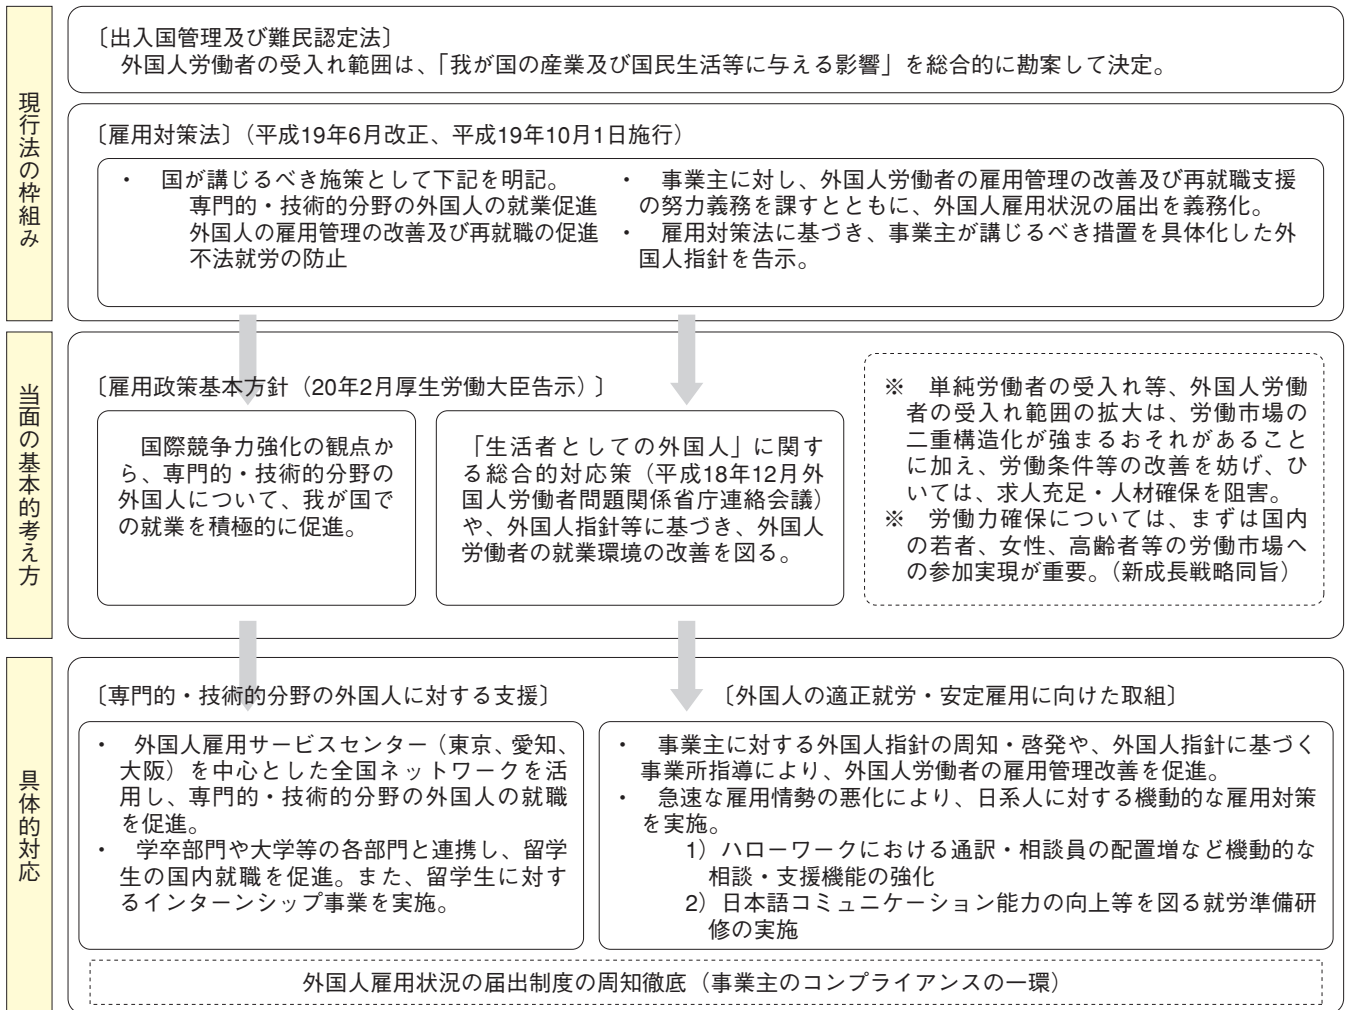 現行法の枠組み
〔出入国管理及び難民認定法〕
外国人労働者の受入れ範囲は、「我が国の産業及び国民生活等に与える影響」を総合的に勘案して決定。
〔雇用対策法〕（平成19年6月改正、平成19年10月1日施行）
・　国が講じるべき施策として下記を明記。
専門的・技術的分野の外国人の就業促進
外国人の雇用管理の改善及び再就職の促進
不法就労の防止
・　事業主に対し、外国人労働者の雇用管理の改善及び再就職支援
の努力義務を課すとともに、外国人雇用状況の届出を義務化。
・　雇用対策法に基づき、事業主が講じるべき措置を具体化した外
国人指針を告示。
当面の基本的考え方
〔雇用政策基本方針（20年2月厚生労働大臣告示）〕
国際競争力強化の観点か
ら、専門的・技術的分野の
外国人について、我が国で
の就業を積極的に促進。
「生活者としての外国人」に関す
る総合的対応策（平成18年12月外
国人労働者問題関係省庁連絡会議）
や、外国人指針等に基づき、外国人
労働者の就業環境の改善を図る。
※　単純労働者の受入れ等、外国人労働
者の受入れ範囲の拡大は、労働市場の
二重構造化が強まるおそれがあること
に加え、労働条件等の改善を妨げ、ひ
いては、求人充足・人材確保を阻害。
※　労働力確保については、まずは国内
の若者、女性、高齢者等の労働市場へ
の参加実現が重要。（新成長戦略同旨）
具体的対応
〔専門的・技術的分野の外国人に対する支援〕
・　外国人雇用サービスセンター（東京、愛知、
大阪）を中心とした全国ネットワークを活
用し、専門的・技術的分野の外国人の就職
を促進。
・　学卒部門や大学等の各部門と連携し、留学
生の国内就職を促進。また、留学生に対す
るインターンシップ事業を実施。
〔外国人の適正就労・安定雇用に向けた取組〕
・　事業主に対する外国人指針の周知・啓発や、外国人指針に基づく
事業所指導により、外国人労働者の雇用管理改善を促進。
・　急速な雇用情勢の悪化により、日系人に対する機動的な雇用対策
を実施。
1）ハローワークにおける通訳・相談員の配置増など機動的な
相談・支援機能の強化
2）日本語コミュニケーション能力の向上等を図る就労準備研
修の実施
外国人雇用状況の届出制度の周知徹底（事業主のコンプライアンスの一環）